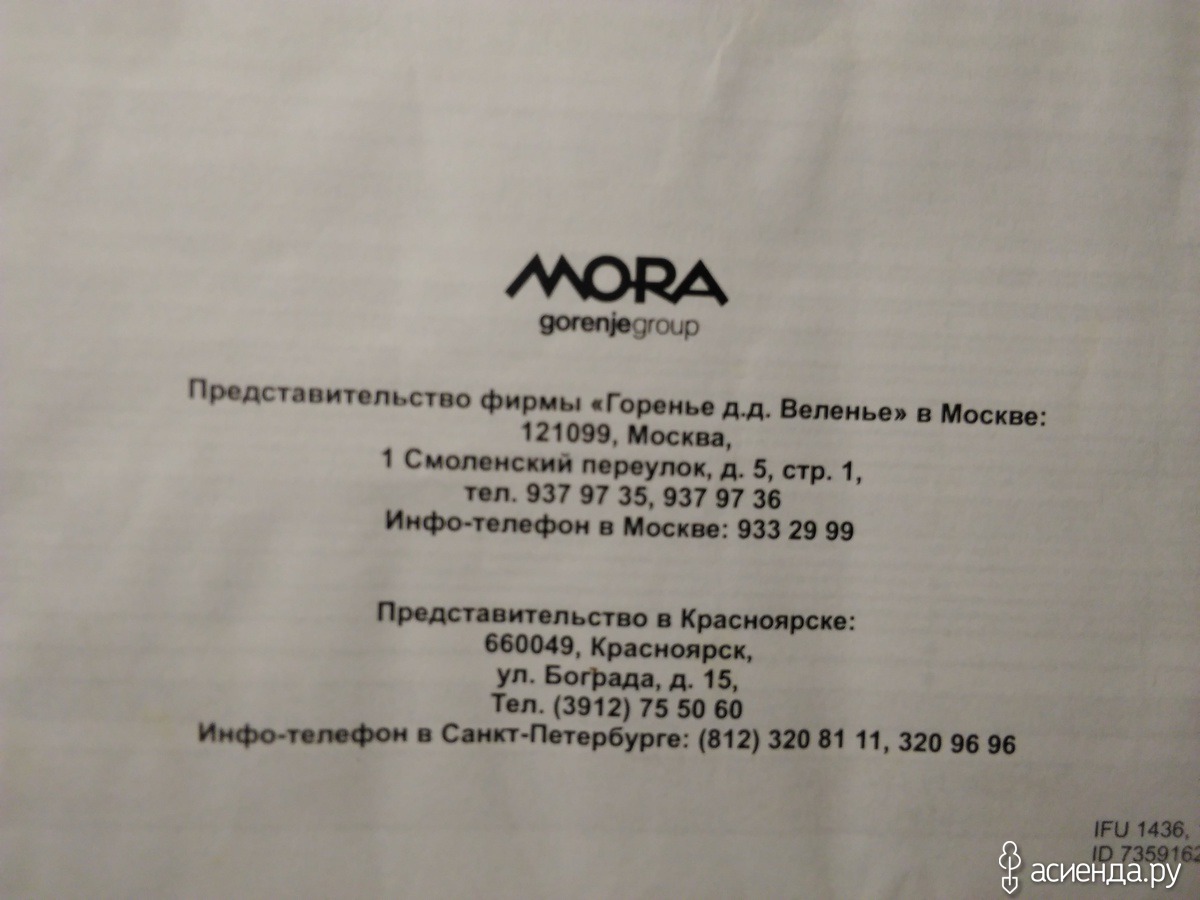 MORA
gorenjegroup
Представительство фирмы «Горенье д.д. Веленье» в Москве:
121099, Москва,
1 Смоленский переулок, д. 5, стр. 1,
тел. 937 97 35, 937 97 36
Инфо-телефон в Москве: 933 29 99
Представительство в Красноярске:
660049, Красноярск,
ул. Бограда, д. 15,
Тел. (3912) 75 50 60
Инфо-телефон в Санкт-Петербурге: (812) 320 81 11, 320 96 96
IFU 1436,
ID 7359162
асиенда.ру